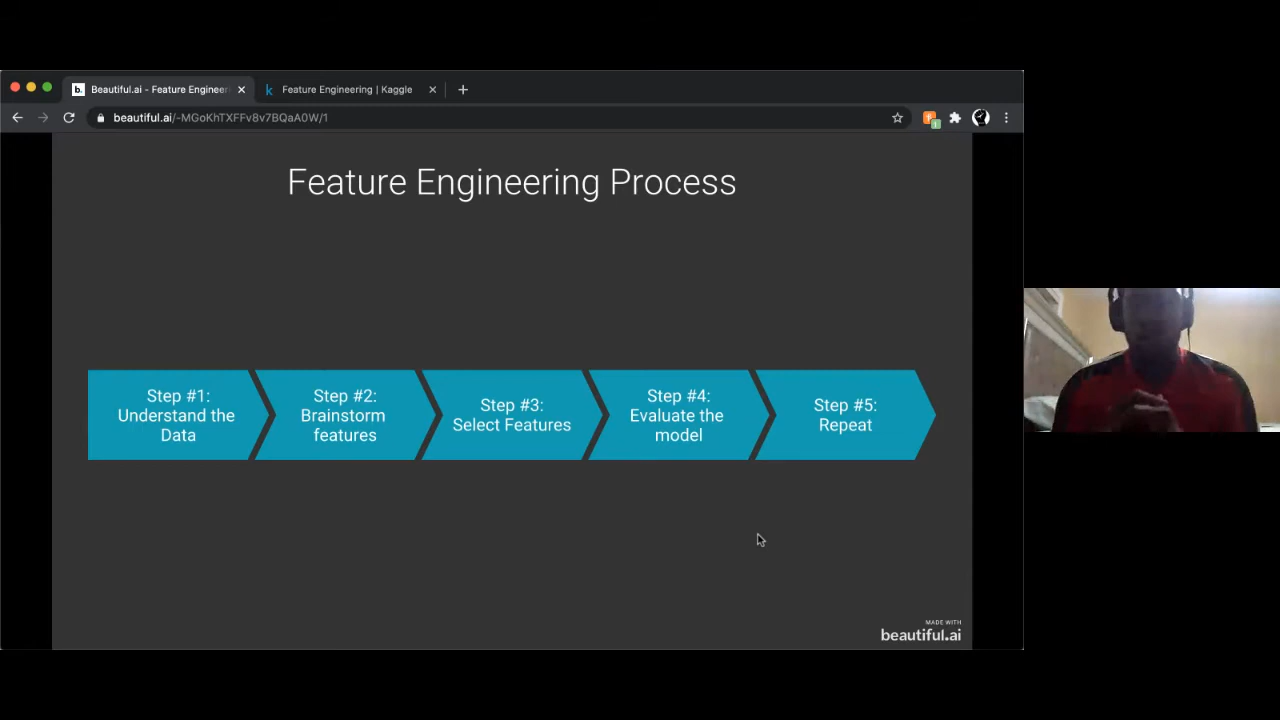 b.
Beautiful.ai - Feature Engineer
Feature Engineering | Kaggle
beautiful.ai/-MGoKhTXFFv8v7BQaA0W/1
Feature Engineering Process
Step #1:
Understand the
Data
Step #2:
Brainstorm
features
Step #3:
Select Features
Step #4:
Evaluate the
model
Step #5:
Repeat
MADE WITH
beautiful.ai